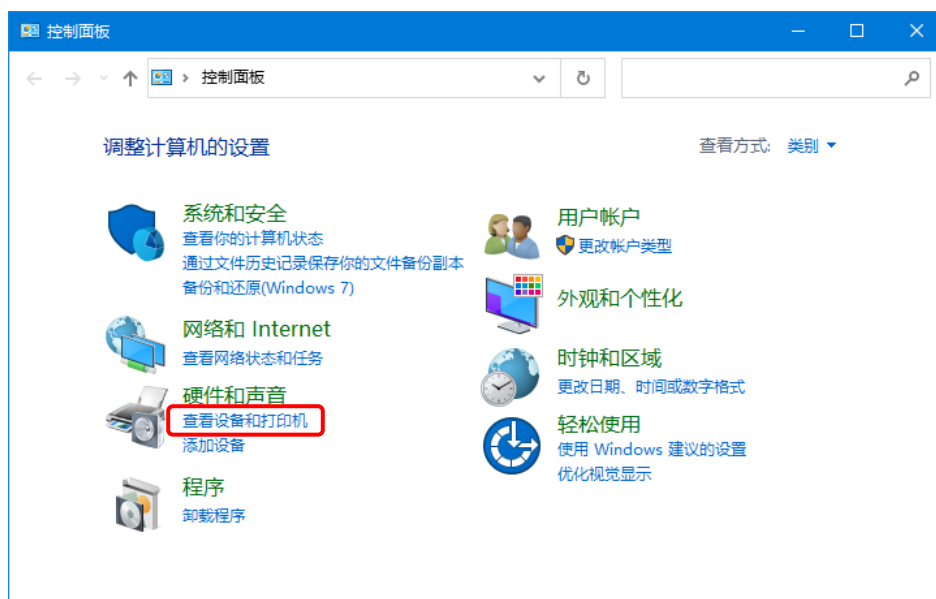 控制面板
控制面板
调整计算机的设置
查看方式: 类别
系统和安全
查看你的计算机状态
通过文件历史记录保存你的文件备份副本
备份和还原(Windows 7)
网络和 Internet
查看网络状态和任务
硬件和声音
查看设备和打印机
添加设备
程序
卸载程序
用户帐户
更改帐户类型
外观和个性化
时钟和区域
更改日期、时间或数字格式
轻松使用
使用 Windows 建议的设置
优化视觉显示